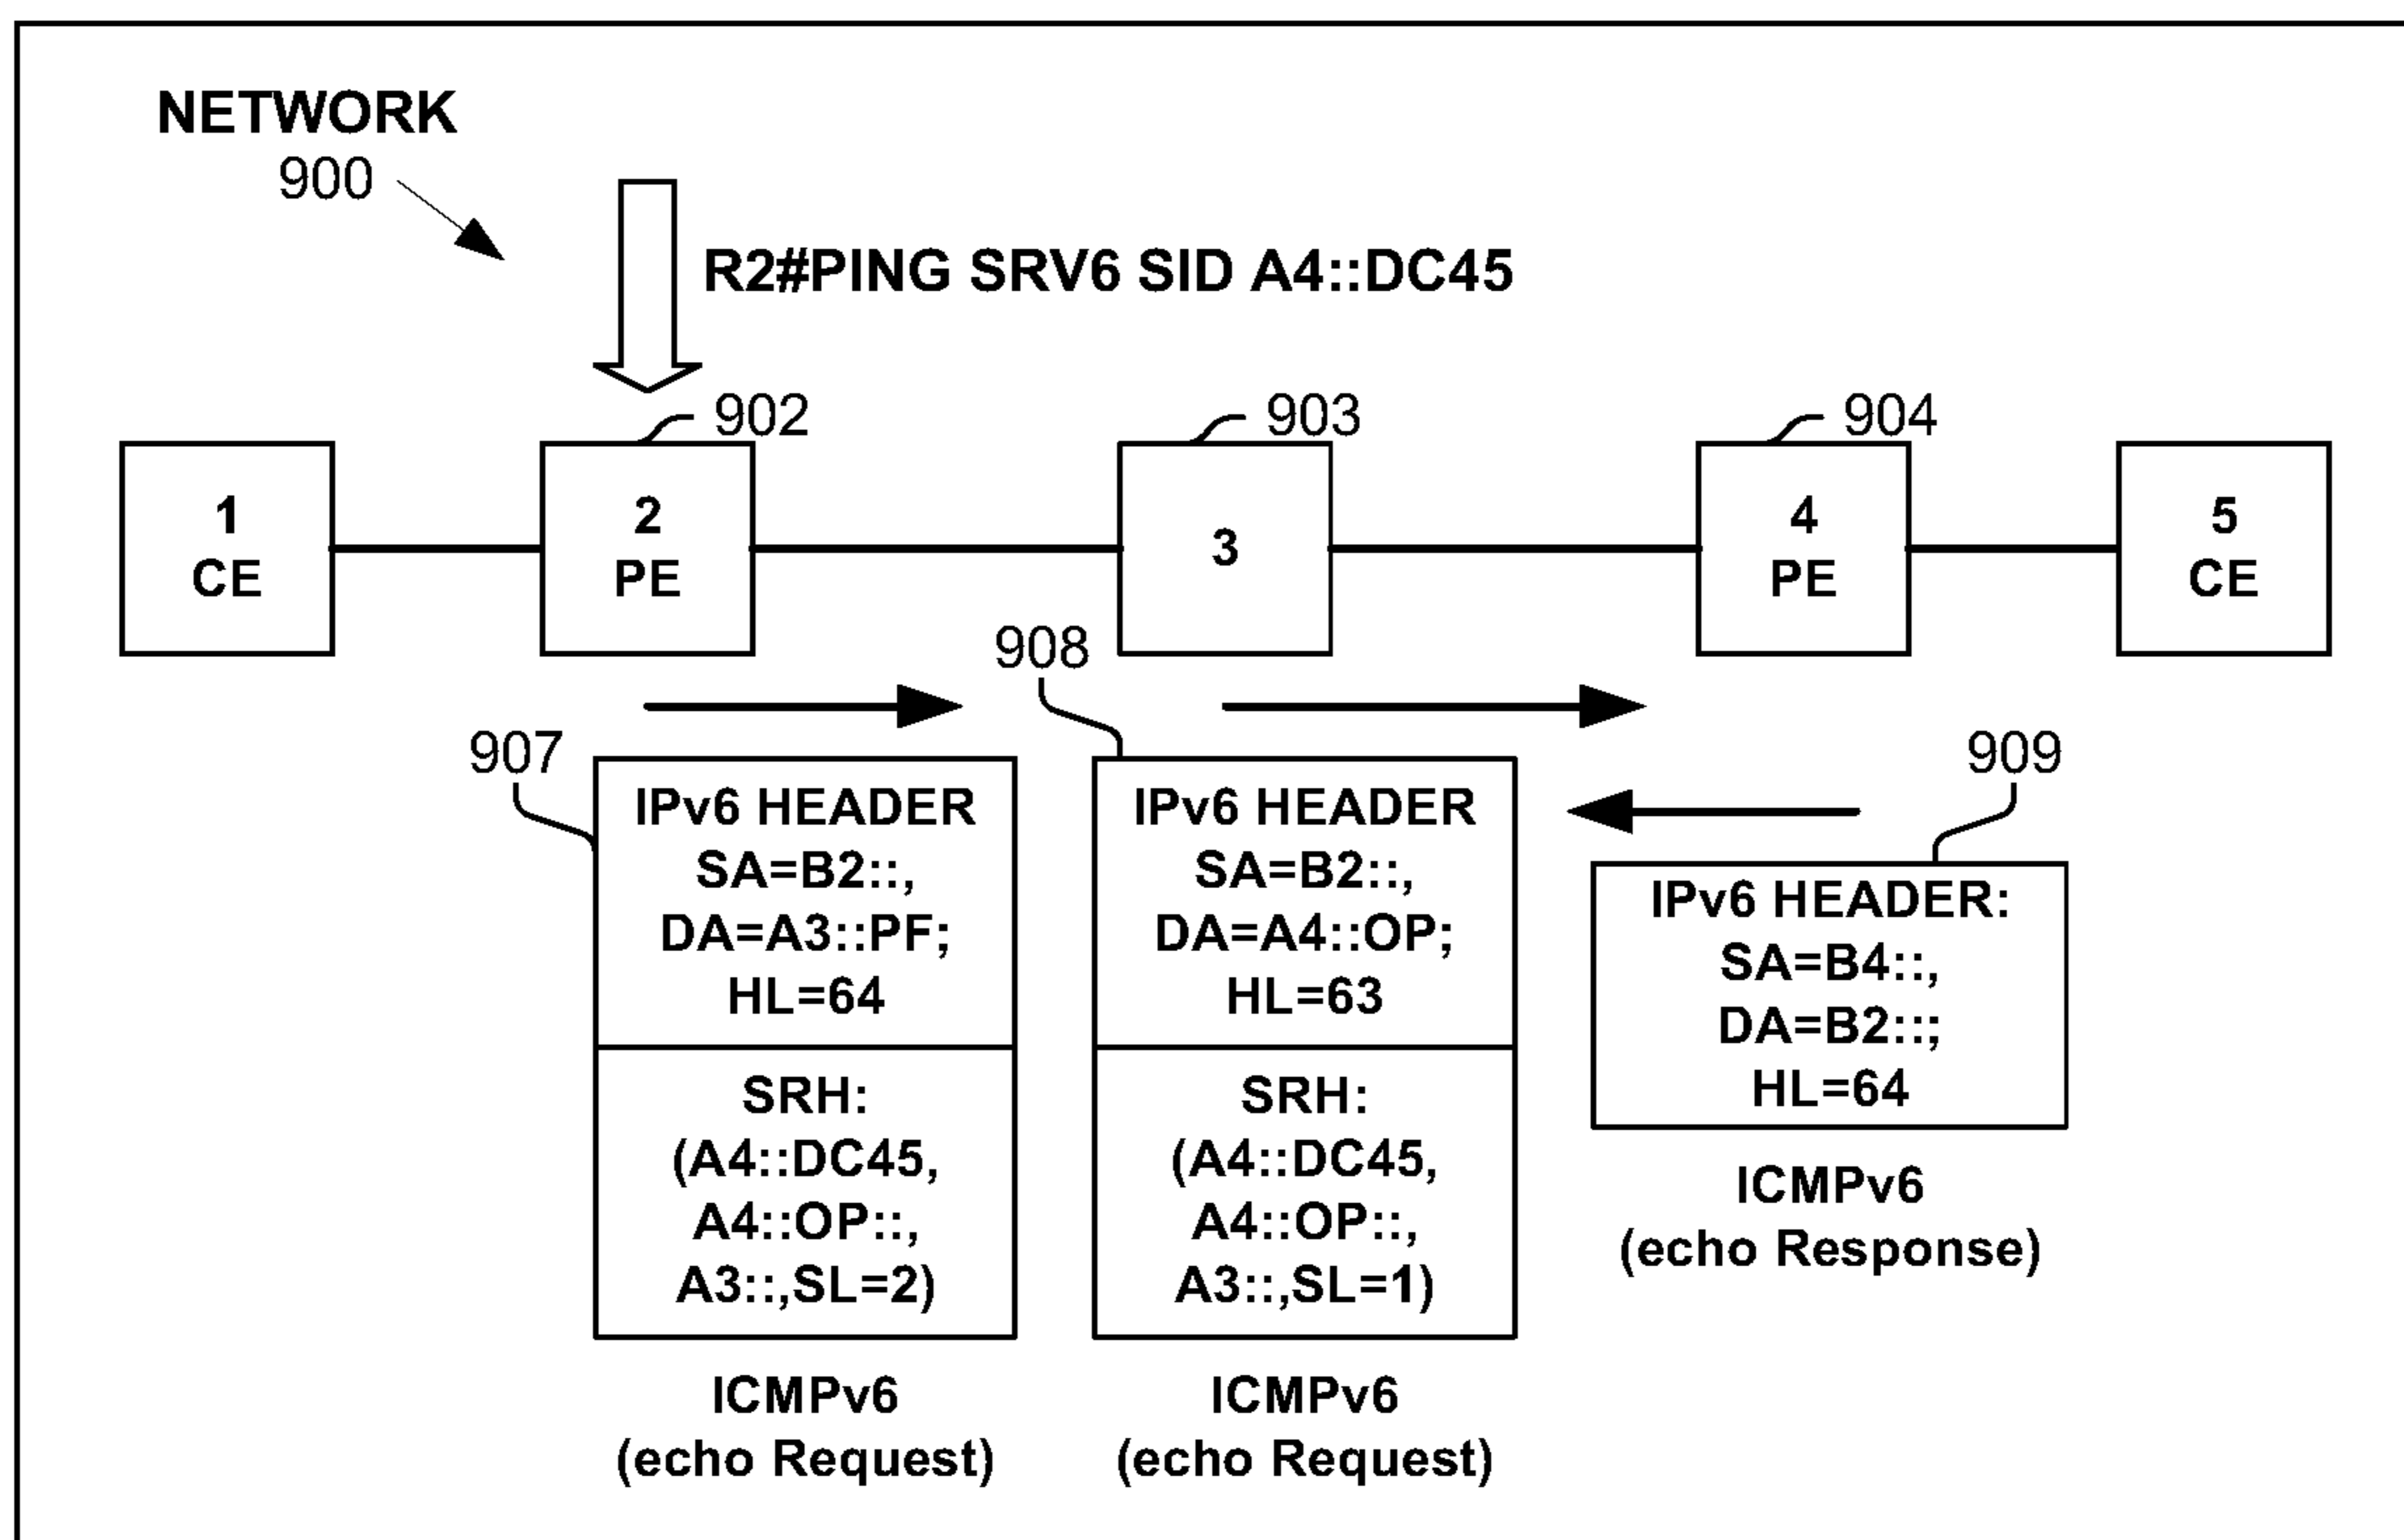 NETWORK
900
R2#PING SRV6 SID A4::DC45
902
903
904
1
CE
2
PE
3
4
PE
5
CE
908
907
909
IPv6 HEADER
SA=B2::,
DA=A3::PF;
HL=64
SRH:
(A4::DC45,
A4::OP::,
A3::,SL=2)
ICMPv6
(echo Request)
IPv6 HEADER
SA=B2::,
DA=A4::OP;
HL=63
SRH:
(A4::DC45,
A4::OP::,
A3::,SL=1)
ICMPv6
(echo Request)
IPv6 HEADER:
SA=B4::,
DA=B2::;
HL=64
ICMPv6
(echo Response)